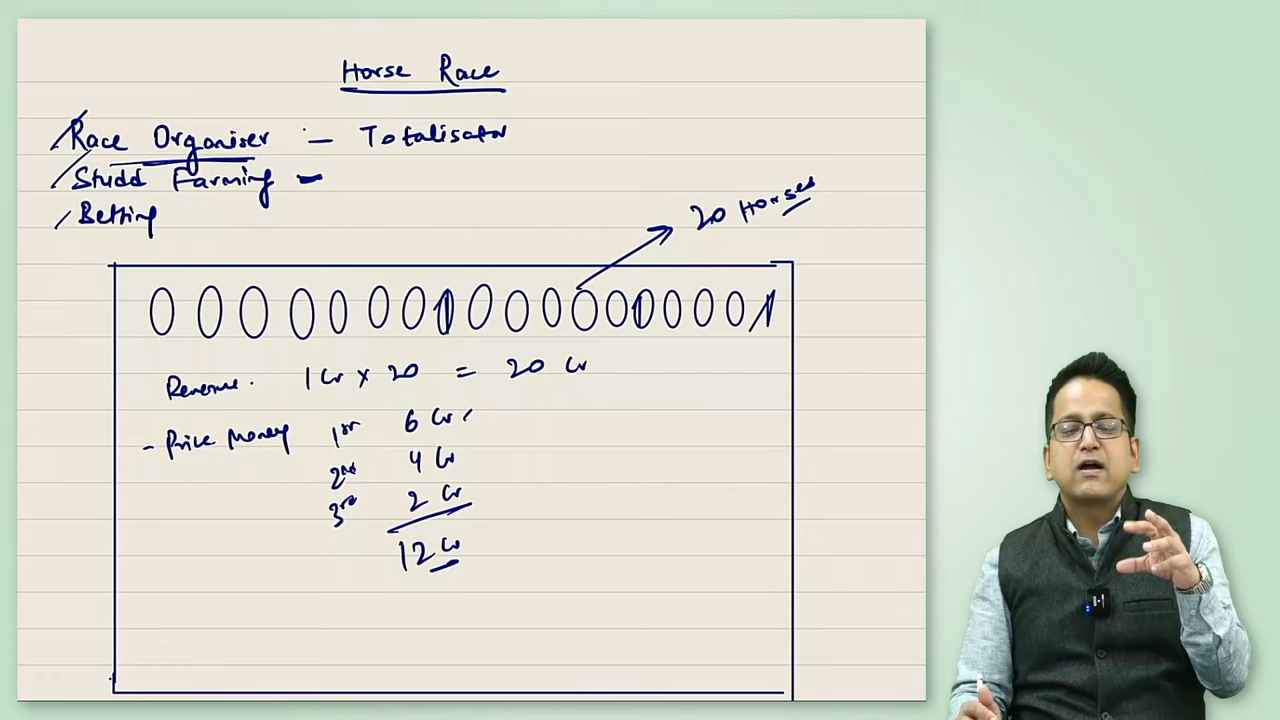 Horse Race
Race Organiser - Totalisator
Studd Farming -
Betting
20 Horses
Revenue. 1 Cr x 20 = 20 Cr
- Price Money 1st 6 Cr
2nd 4 Cr
3rd 2 Cr
12 Cr